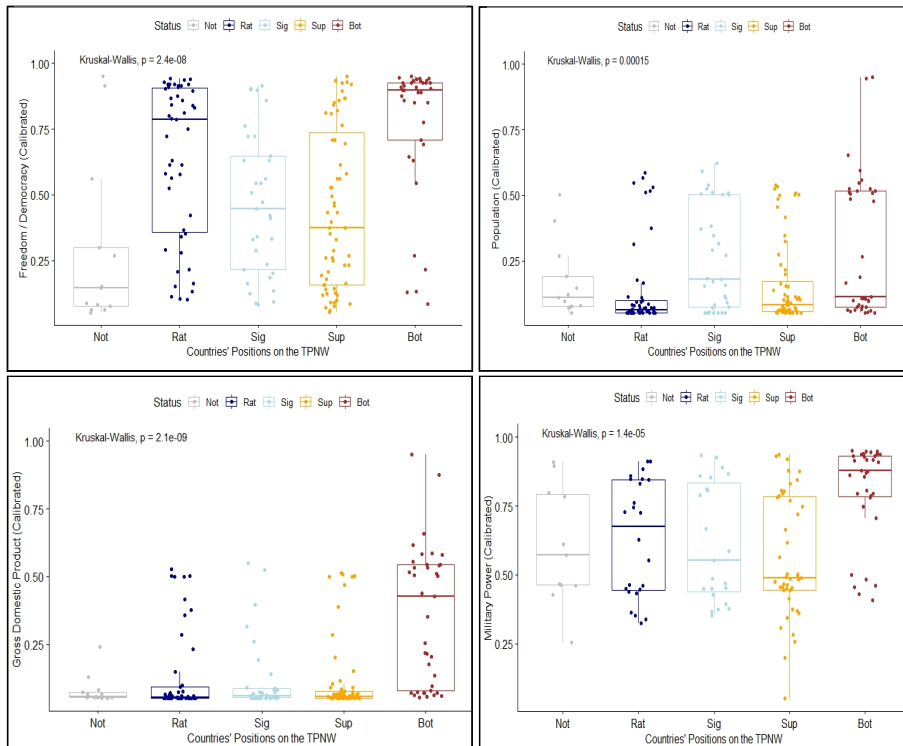 Status Not Rat Sig Sup Bot
Kruskal-Wallis, p = 2.4e-08
Freedom / Democracy (Calibrated)
1.00
0.75
0.50
0.25
Not Rat Sig Sup Bot
Countries' Positions on the TPNW
Status Not Rat Sig Sup Bot
Kruskal-Wallis, p = 0.00015
Population (Calibrated)
1.00
0.75
0.50
0.25
Not Rat Sig Sup Bot
Countries' Positions on the TPNW
Status Not Rat Sig Sup Bot
Kruskal-Wallis, p = 2.1e-09
Gross Domestic Product (Calibrated)
1.00
0.75
0.50
0.25
Not Rat Sig Sup Bot
Countries' Positions on the TPNW
Status Not Rat Sig Sup Bot
Kruskal-Wallis, p = 1.4e-05
Military Power (Calibrated)
1.00
0.75
0.50
0.25
Not Rat Sig Sup Bot
Countries' Positions on the TPNW